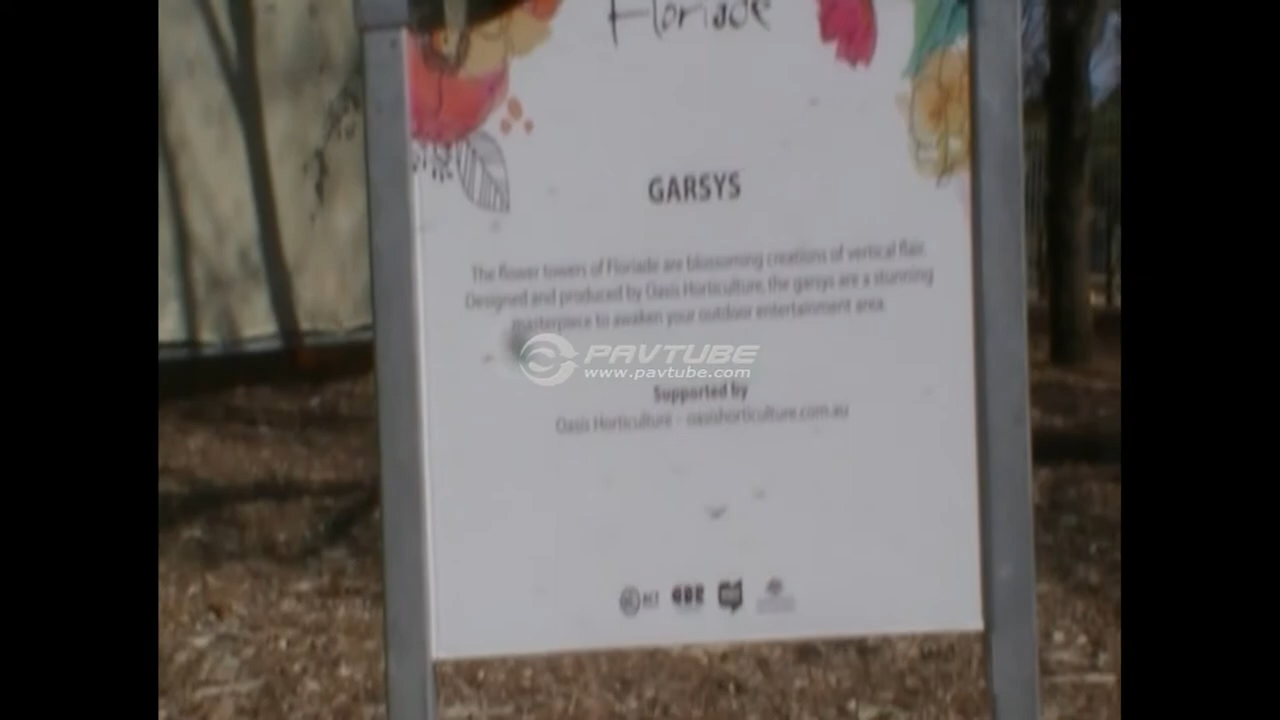 Floriade
GARSYS
The flower towers of Floriade are blossoming creations of vertical flair.
Designed and produced by Oasis Horticulture, the garsys are a stunning
masterpiece to awaken your outdoor entertainment area.
PAVTUBE
www.pavtube.com
Supported by
Oasis Horticulture - oasishorticulture.com.au